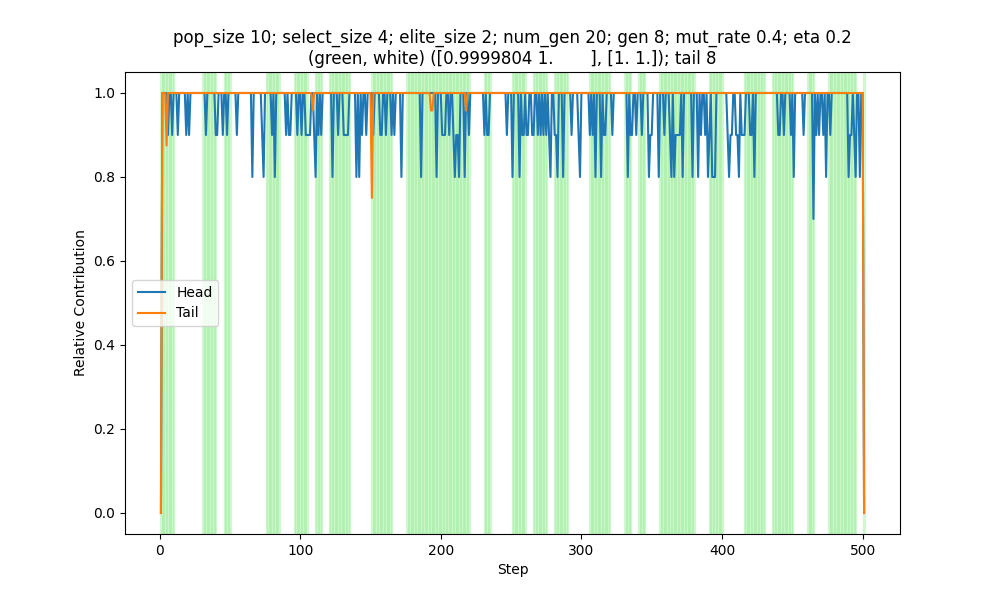 pop_size 10; select_size 4; elite_size 2; num_gen 20; gen 8; mut_rate 0.4; eta 0.2
(green, white) ([0.9999804 1.        ], [1. 1.]); tail 8
1.0
0.8
0.6
0.4
0.2
0.0
Relative Contribution
Head
Tail
0
100
200
300
400
500
Step